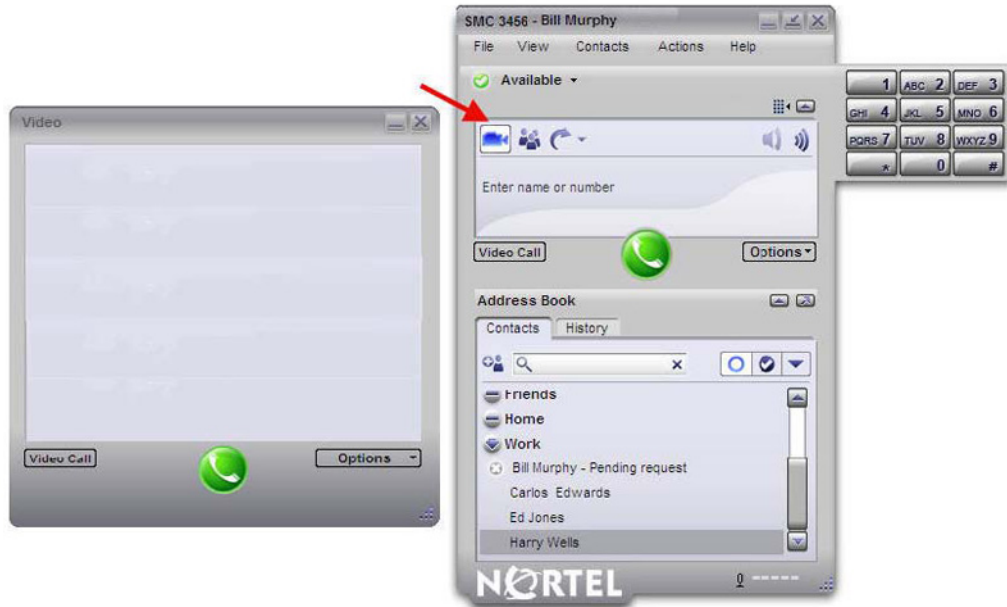 Video
Video Call
Options
SMC 3456 - Bill Murphy
File View Contacts Actions Help
Available
Enter name or number
Video Call
Options
Address Book
Contacts History
Friends
Home
Work
Bill Murphy - Pending request
Carlos Edwards
Ed Jones
Harry Wells
NORTEL
1 ABC 2 DEF 3
GHI 4 JKL 5 MNO 6
PQRS 7 TUV 8 WXYZ 9
* 0 #